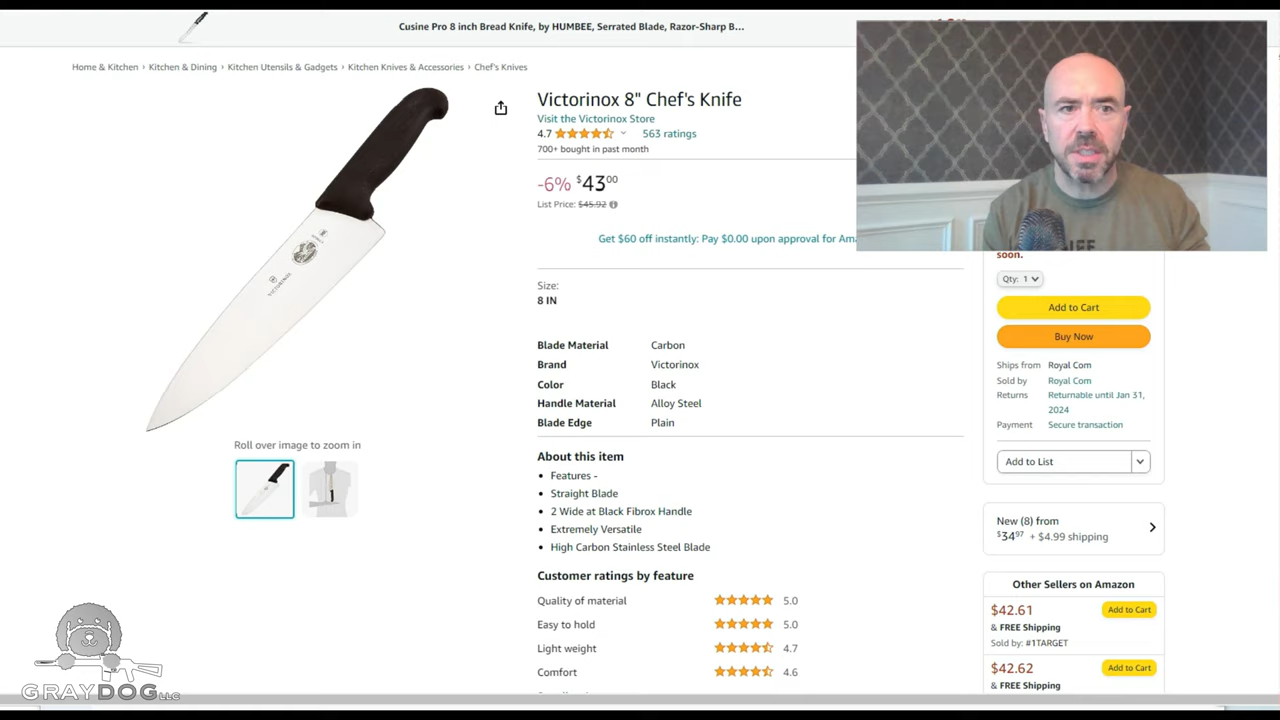 Cusine Pro 8 inch Bread Knife, by HUMBEE, Serrated Blade, Razor-Sharp B...
Home & Kitchen › Kitchen & Dining › Kitchen Utensils & Gadgets › Kitchen Knives & Accessories › Chef's Knives
Victorinox 8" Chef's Knife
Visit the Victorinox Store
4.7 563 ratings
700+ bought in past month
-6% $4300
List Price: $45.92
Get $60 off instantly: Pay $0.00 upon approval for Ama
Size:
8 IN
Blade Material Carbon
Brand Victorinox
Color Black
Handle Material Alloy Steel
Blade Edge Plain
About this item
• Features -
• Straight Blade
• 2 Wide at Black Fibrox Handle
• Extremely Versatile
• High Carbon Stainless Steel Blade
Customer ratings by feature
Quality of material 5.0
Easy to hold 5.0
Light weight 4.7
Comfort 4.6
VICTORINOX
Roll over image to zoom in
soon.
Qty: 1
Add to Cart
Buy Now
Ships from Royal Com
Sold by Royal Com
Returns Returnable until Jan 31,
2024
Payment Secure transaction
Add to List
New (8) from
$3497 + $4.99 shipping
Other Sellers on Amazon
$42.61 Add to Cart
& FREE Shipping
Sold by: #1TARGET
$42.62 Add to Cart
& FREE Shipping
GRAYDOG LLC